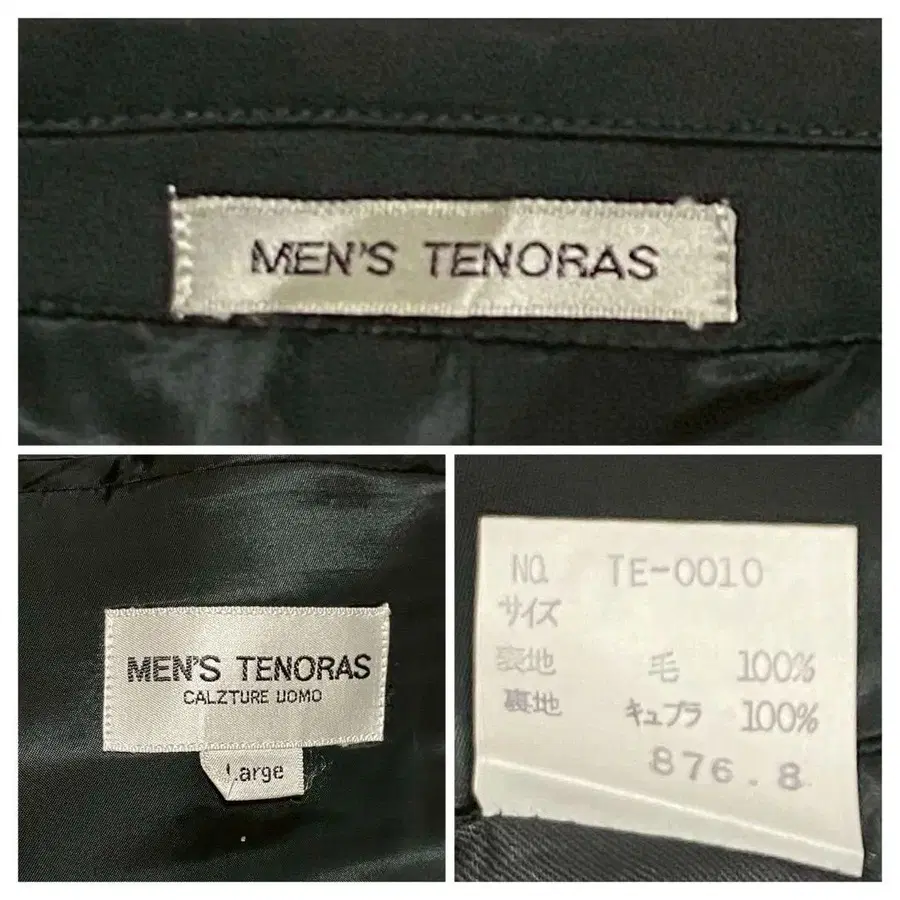 MEN'S TENORAS
MEN'S TENORAS
CALZTURE UOMO
Large
NO. TE-0010
サイズ
表地 毛 100%
裏地 キュプラ 100%
876.8